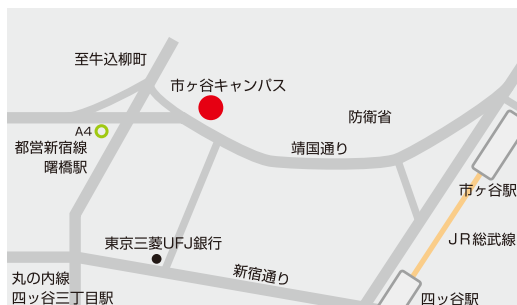 至牛込柳町
市ヶ谷キャンパス
防衛省
A4
都営新宿線
曙橋駅
靖国通り
市ヶ谷駅
東京三菱UFJ銀行
JR総武線
新宿通り
丸の内線
四ッ谷三丁目駅
四ッ谷駅